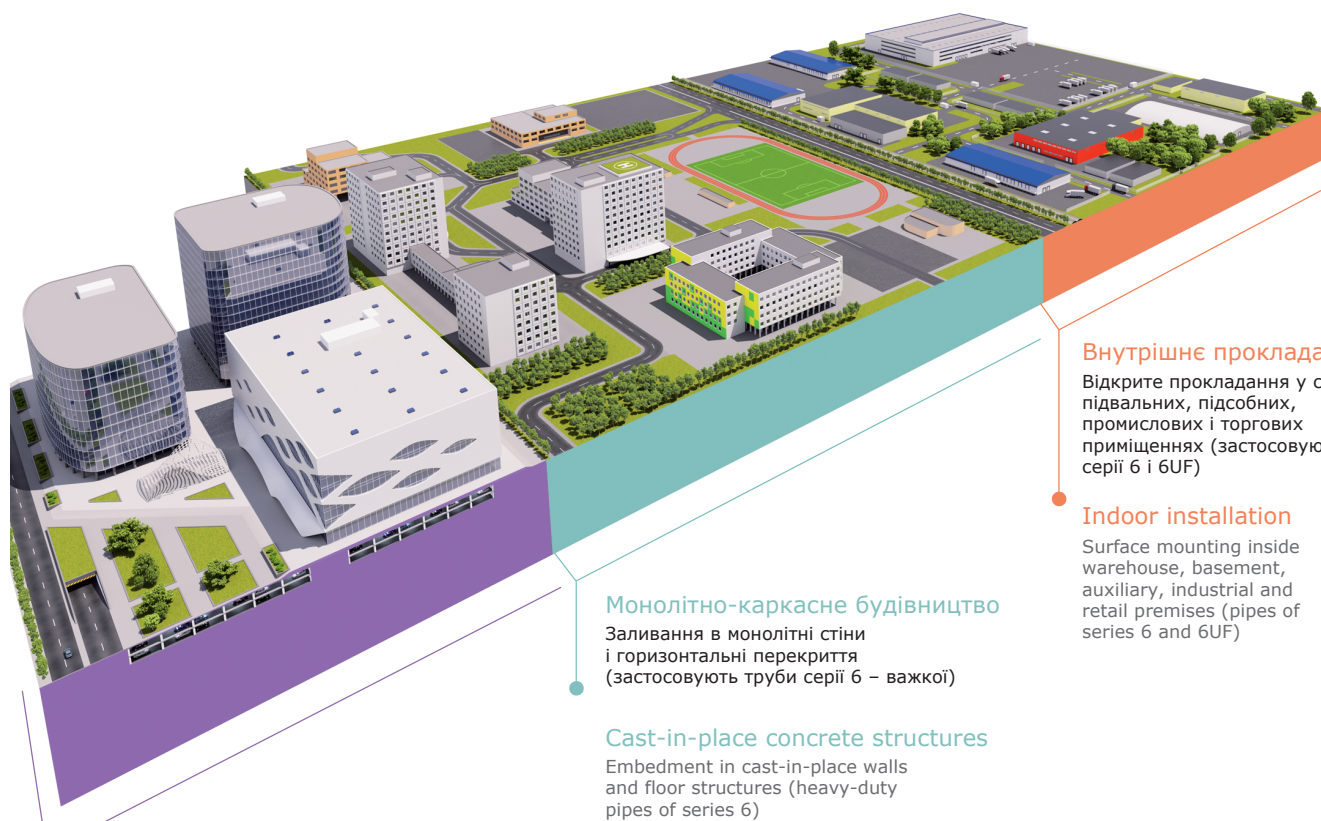 Внутрішнє
Відкрите прокладання у
підвальних, підсобних,
промислових і торгових
приміщеннях
серії 6 і 6UF)
Indoor installation
Surface mounting inside
warehouse, basement,
auxiliary, industrial and
retail premises (pipes of
series 6 and 6UF)
Монолітно-каркасне будівництво
Заливання в монолітні стіни
і горизонтальні перекриття
(застосовують труби серії 6 – важкої)
Cast-in-place concrete structures
Embedment in cast-in-place walls
and floor structures (heavy-duty
pipes of series 6)
H